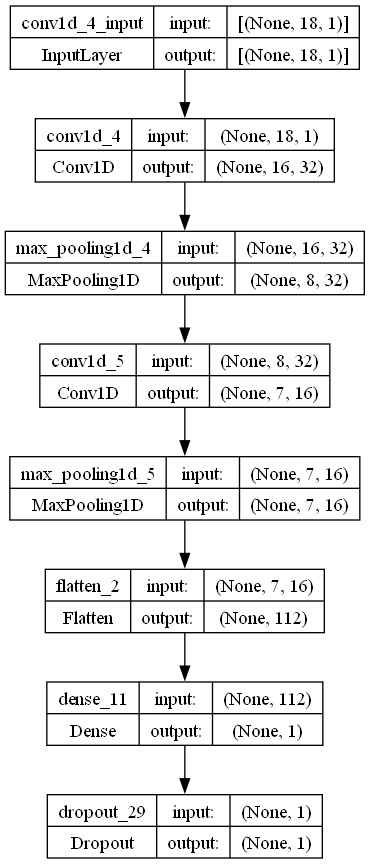 conv1d_4_input input: [(None, 18, 1)]
InputLayer output: [(None, 18, 1)]
conv1d_4 input: (None, 18, 1)
Conv1D output: (None, 16, 32)
max_pooling1d_4 input: (None, 16, 32)
MaxPooling1D output: (None, 8, 32)
conv1d_5 input: (None, 8, 32)
Conv1D output: (None, 7, 16)
max_pooling1d_5 input: (None, 7, 16)
MaxPooling1D output: (None, 7, 16)
flatten_2 input: (None, 7, 16)
Flatten output: (None, 112)
dense_11 input: (None, 112)
Dense output: (None, 1)
dropout_29 input: (None, 1)
Dropout output: (None, 1)